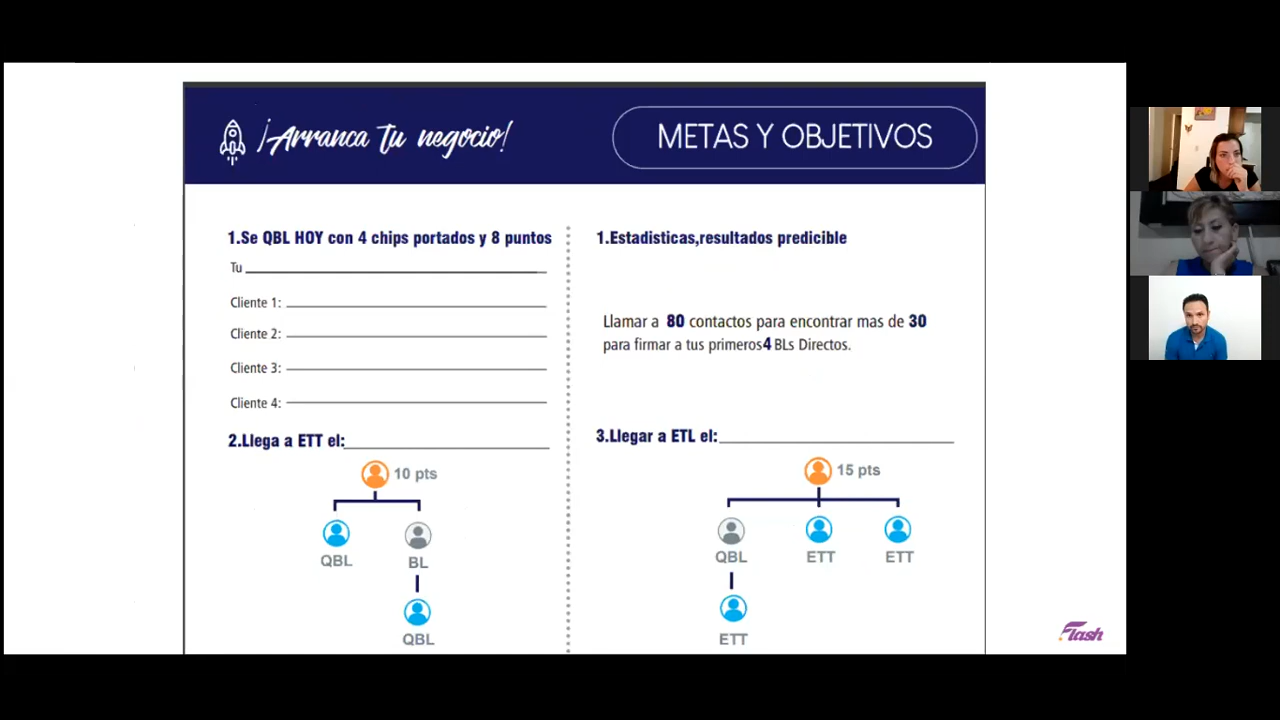 ¡Arranca tu negocio!
METAS Y OBJETIVOS
1.Se QBL HOY con 4 chips portados y 8 puntos
Tu
Cliente 1:
Cliente 2:
Cliente 3:
Cliente 4:
2.Llega a ETT el:
10 pts
QBL
BL
QBL
1.Estadisticas,resultados predicible
Llamar a 80 contactos para encontrar mas de 30
para firmar a tus primeros4 BLs Directos.
3.Llegar a ETL el:
15 pts
QBL
ETT
ETT
ETT
Flash